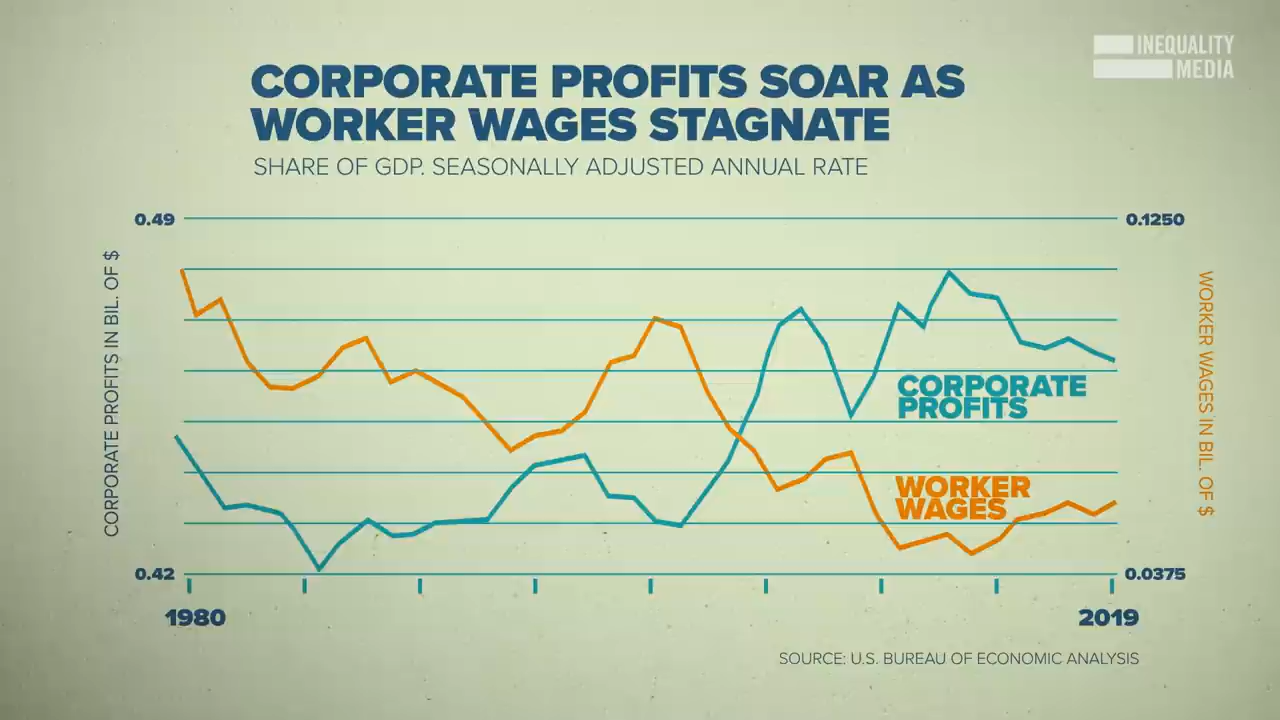 INEQUALITY
MEDIA
CORPORATE PROFITS SOAR AS
WORKER WAGES STAGNATE
SHARE OF GDP. SEASONALLY ADJUSTED ANNUAL RATE
0.49
0.1250
CORPORATE PROFITS IN BIL. OF $
WORKER WAGES IN BIL. OF $
CORPORATE
PROFITS
WORKER
WAGES
0.42
0.0375
1980
2019
SOURCE: U.S. BUREAU OF ECONOMIC ANALYSIS